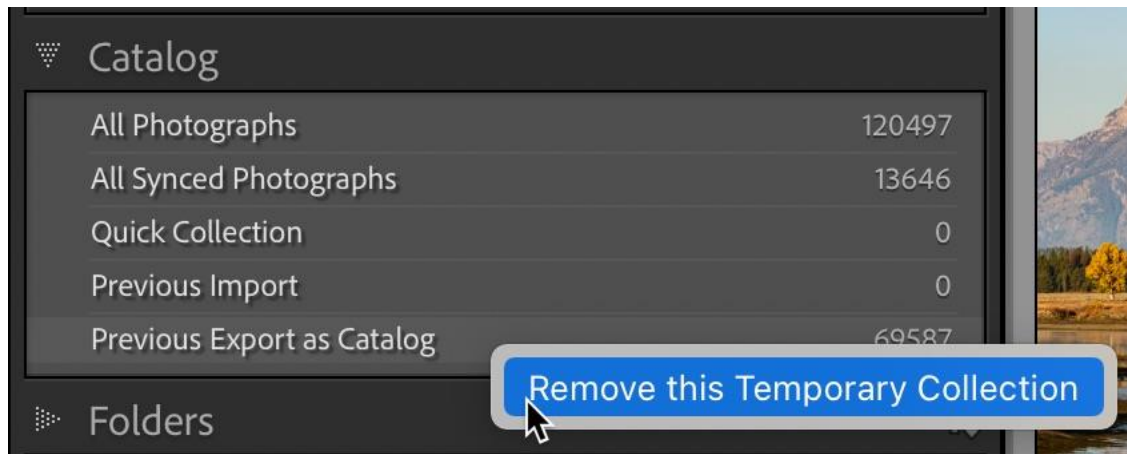 Catalog
All Photographs 120497
All Synced Photographs 13646
Quick Collection 0
Previous Import 0
Previous Export as Catalog 69587
Remove this Temporary Collection
Folders